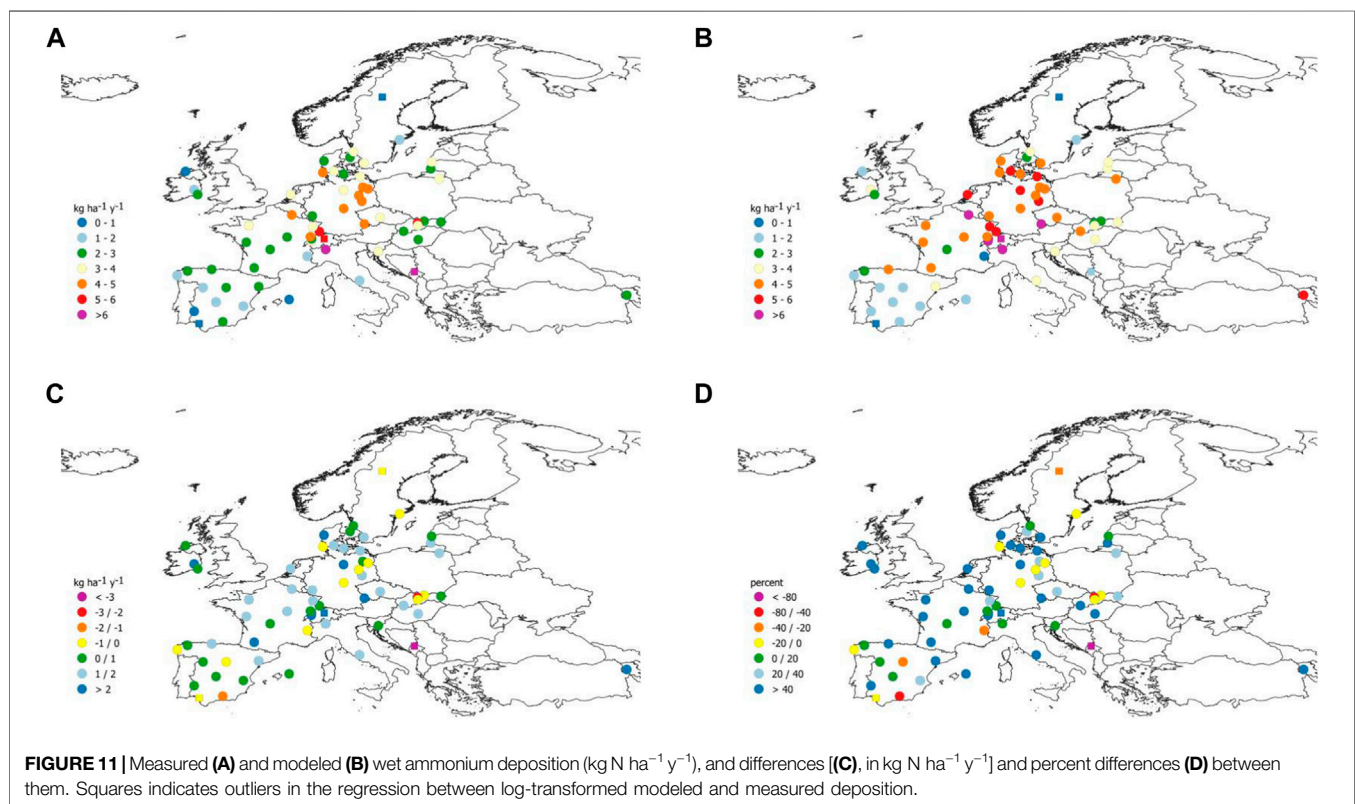 A
B
kg ha⁻¹ y⁻¹
0 - 1
1 - 2
2 - 3
3 - 4
4 - 5
5 - 6
>6
kg ha⁻¹ y⁻¹
0 - 1
1 - 2
2 - 3
3 - 4
4 - 5
5 - 6
>6
C
D
kg ha⁻¹ y⁻¹
< -3
-3 / -2
-2 / -1
-1 / 0
0 / 1
1 / 2
> 2
percent
< -80
-80 / -40
-40 / -20
-20 / 0
0 / 20
20 / 40
> 40
FIGURE 11 | Measured (A) and modeled (B) wet ammonium deposition (kg N ha⁻¹ y⁻¹), and differences [(C), in kg N ha⁻¹ y⁻¹] and percent differences (D) between
them. Squares indicates outliers in the regression between log-transformed modeled and measured deposition.